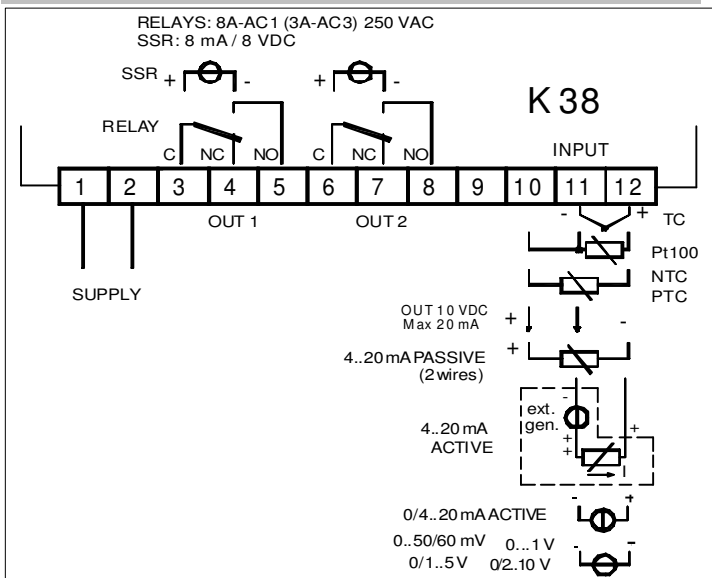 RELAYS: 8A-AC1 (3A-AC3) 250 VAC
SSR: 8 mA / 8 VDC
SSR + - + -
K 38
RELAY
C NC NO C NC NO INPUT
1 2 3 4 5 6 7 8 9 10 11 12
OUT 1 OUT 2 - + TC
Pt100
SUPPLY
NTC
PTC
OUT 10 VDC
Max 20 mA + -
+
4..20 mA PASSIVE
(2 wires)
-
ext.
gen.
+
+
+
4..20 mA
ACTIVE
I
- +
0/4..20 mA ACTIVE
0..50/60 mV 0...1 V - –
0/1..5 V 0/2..10 V